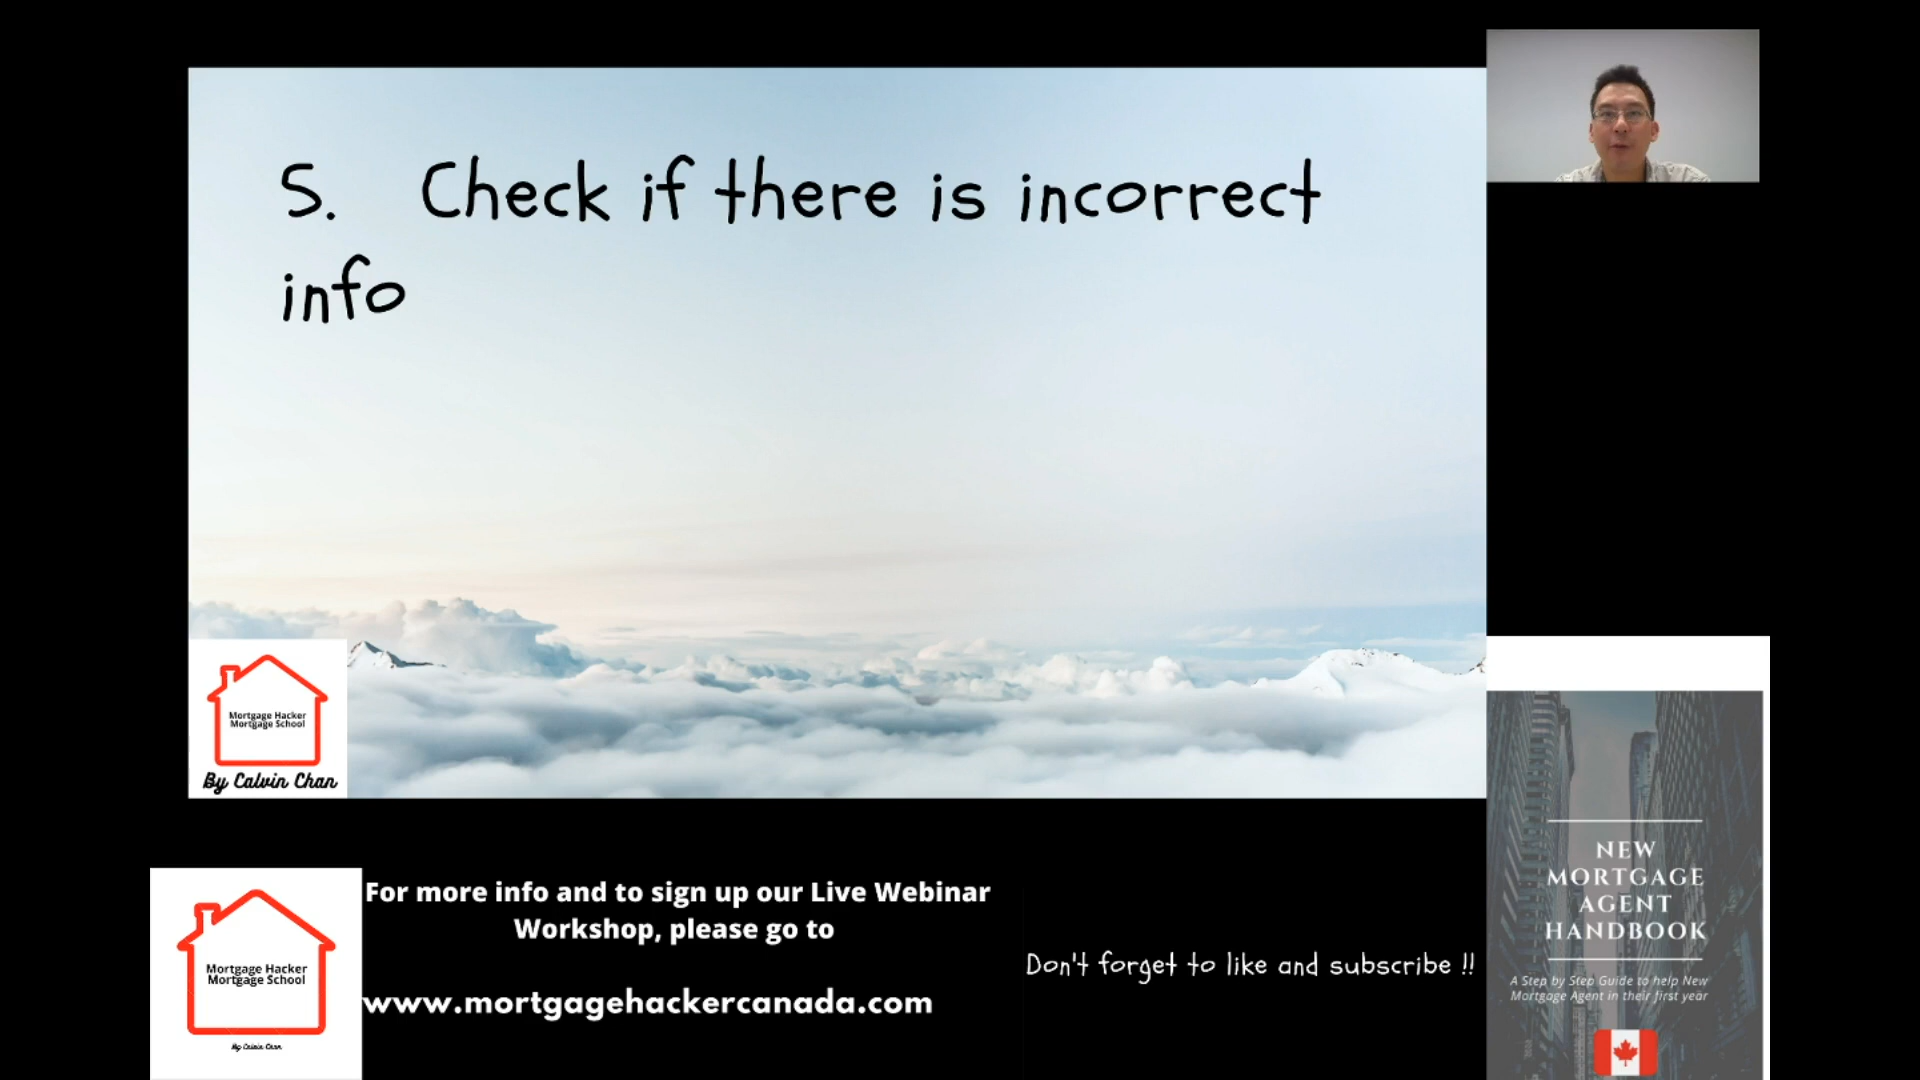 5. Check if there is incorrect
info
Mortgage Hacker
Mortgage School
By Calvin Chan
For more info and to sign up our Live Webinar
Workshop, please go to
www.mortgagehackercanada.com
Mortgage Hacker
Mortgage School
By Calvin Chan
Don't forget to like and subscribe !!
NEW
MORTGAGE
AGENT
HANDBOOK
A Step by Step Guide to help New
Mortgage Agent in their first year